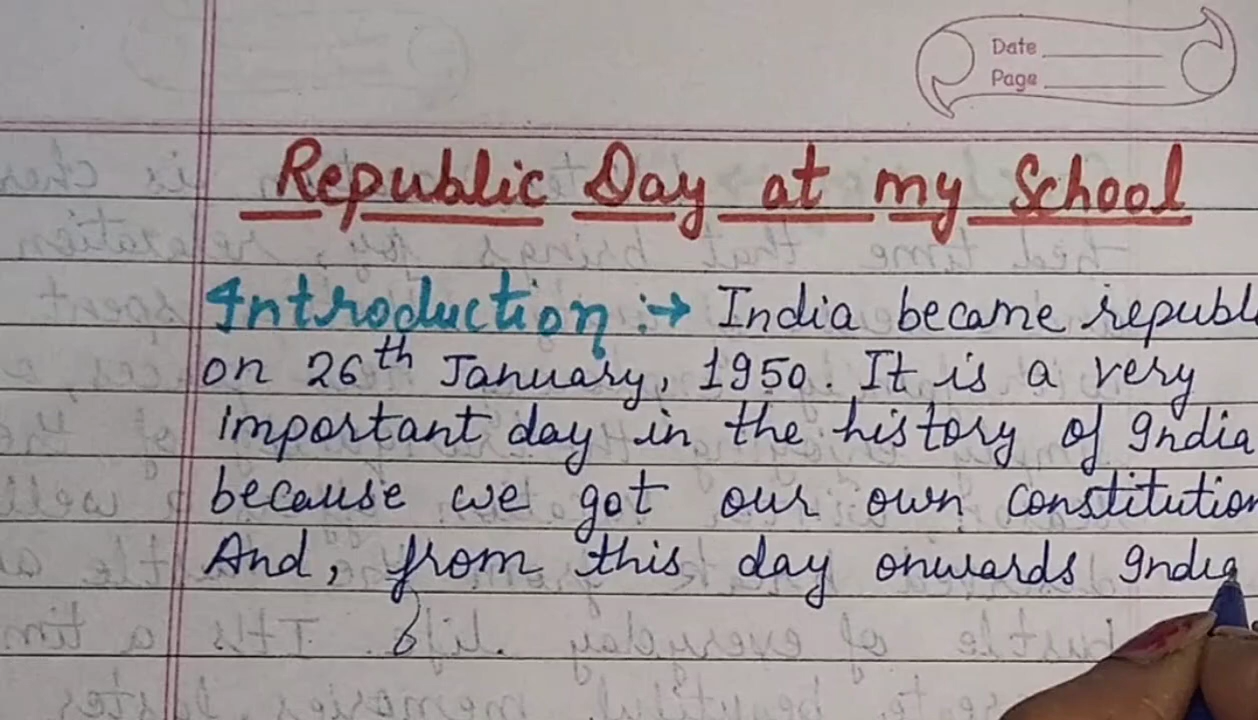 Date
Page
Republic Day at my School
Introduction :→ India became republ
on 26th January, 1950. It is a very
important day in the history of India
because we got our own constitution
And, from this day onwards India